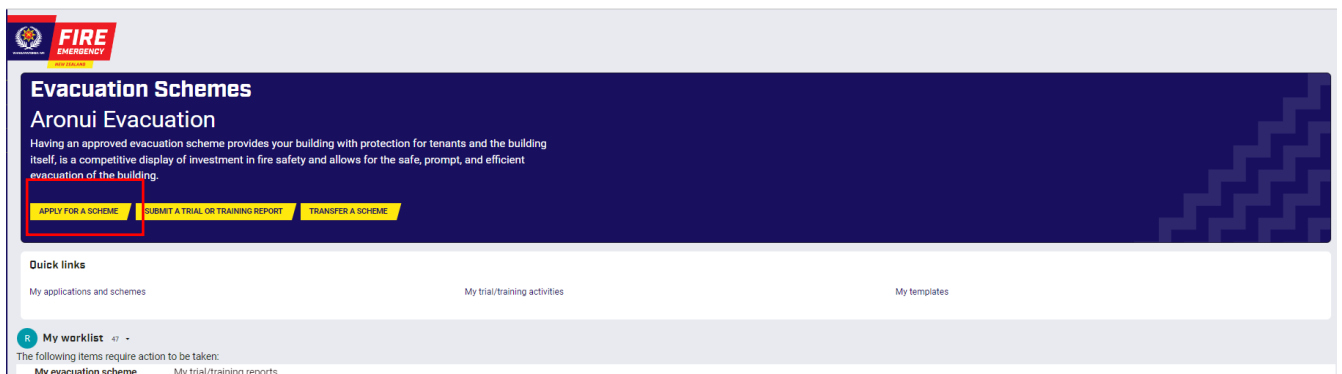 FIRE
EMERGENCY
NEW ZEALAND
Evacuation Schemes
Aronui Evacuation
Having an approved evacuation scheme provides your building with protection for tenants and the building
itself, is a competitive display of investment in fire safety and allows for the safe, prompt, and efficient
evacuation of the building.
APPLY FOR A SCHEME SUBMIT A TRIAL OR TRAINING REPORT TRANSFER A SCHEME
Quick links
My applications and schemes My trial/training activities My templates
R My worklist 47
The following items require action to be taken:
My evacuation scheme My trial/training reports